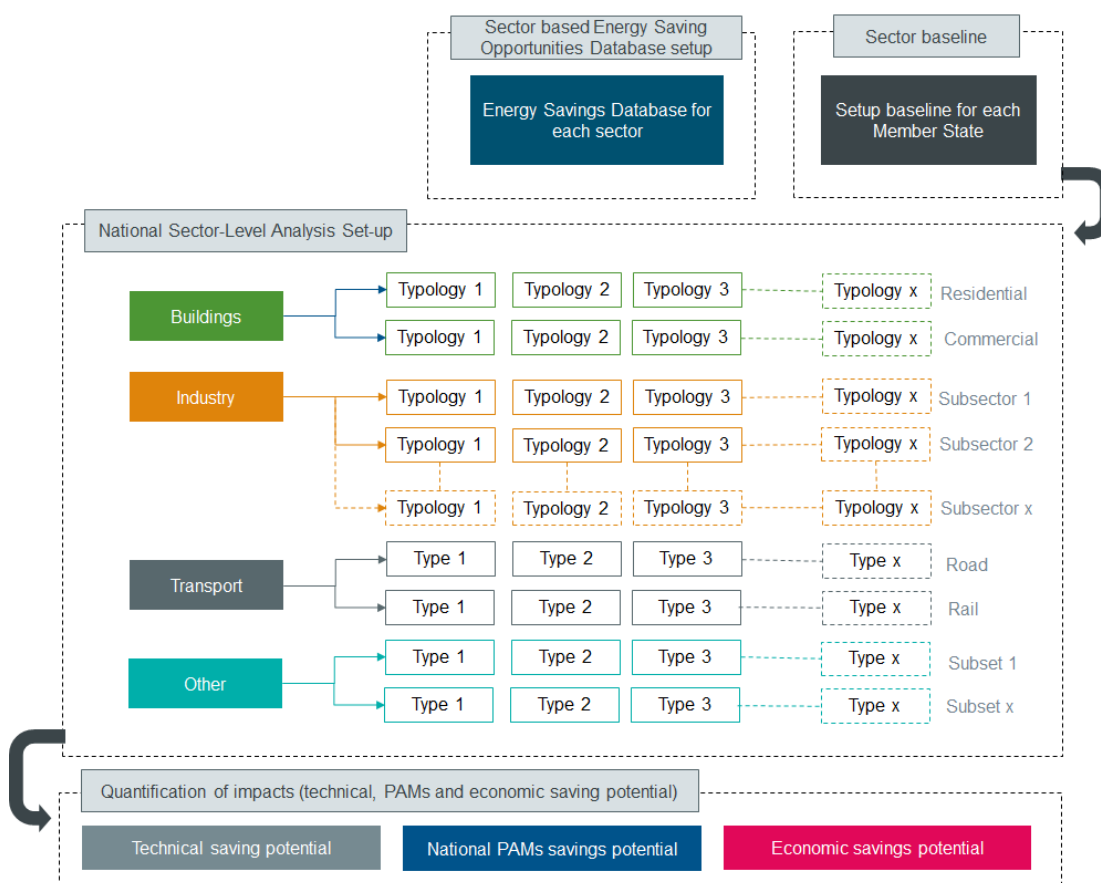 Sector based Energy Saving
Opportunities Database setup
Sector baseline
Energy Savings Database for
each sector
Setup baseline for each
Member State
National Sector-Level Analysis Set-up
Buildings
Typology 1 Typology 2 Typology 3 Typology x Residential
Typology 1 Typology 2 Typology 3 Typology x Commercial
Industry
Typology 1 Typology 2 Typology 3 Typology x Subsector 1
Typology 1 Typology 2 Typology 3 Typology x Subsector 2
Typology 1 Typology 2 Typology 3 Typology x Subsector x
Transport
Type 1 Type 2 Type 3 Type x Road
Type 1 Type 2 Type 3 Type x Rail
Other
Type 1 Type 2 Type 3 Type x Subset 1
Type 1 Type 2 Type 3 Type x Subset x
Quantification of impacts (technical, PAMs and economic saving potential)
Technical saving potential
National PAMs savings potential
Economic savings potential